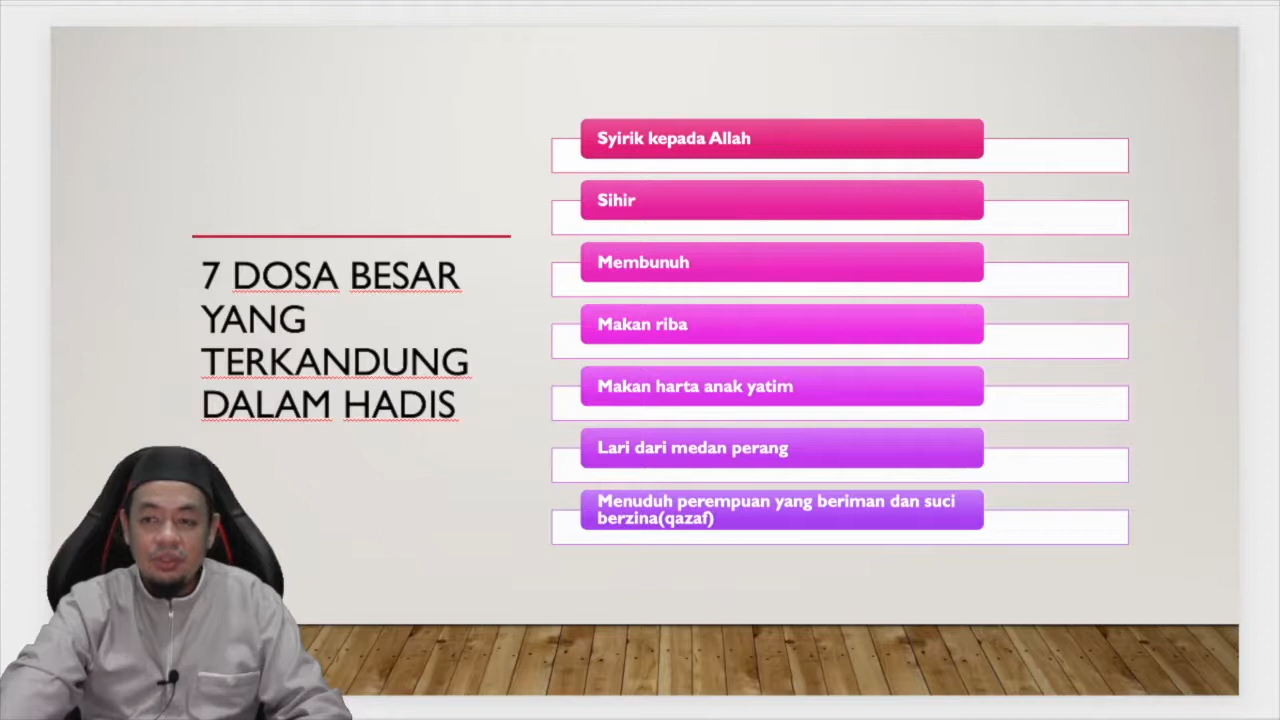 7 DOSA BESAR
YANG
TERKANDUNG
DALAM HADIS
Syirik kepada Allah
Sihir
Membunuh
Makan riba
Makan harta anak yatim
Lari dari medan perang
Menuduh perempuan yang beriman dan suci
berzina(qazaf)